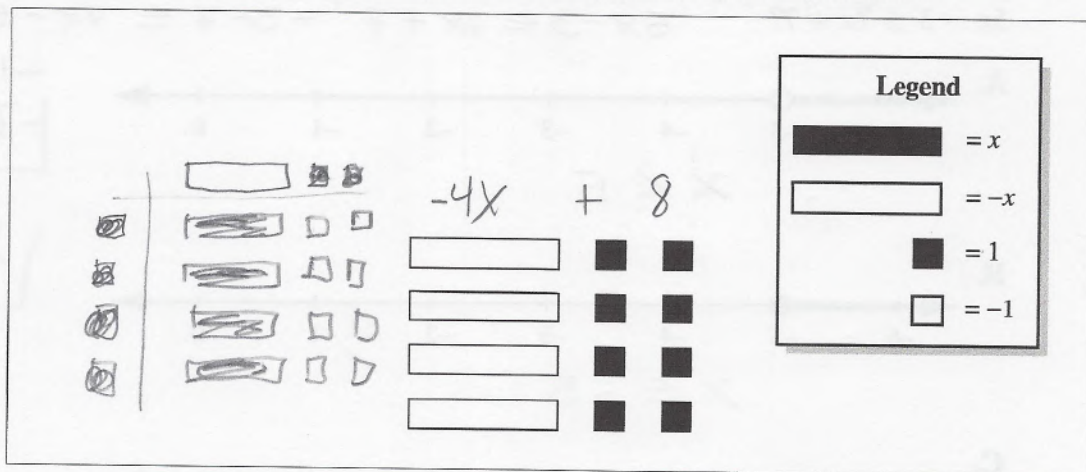 Legend
= x
= −x
= 1
= −1
-4x + 8